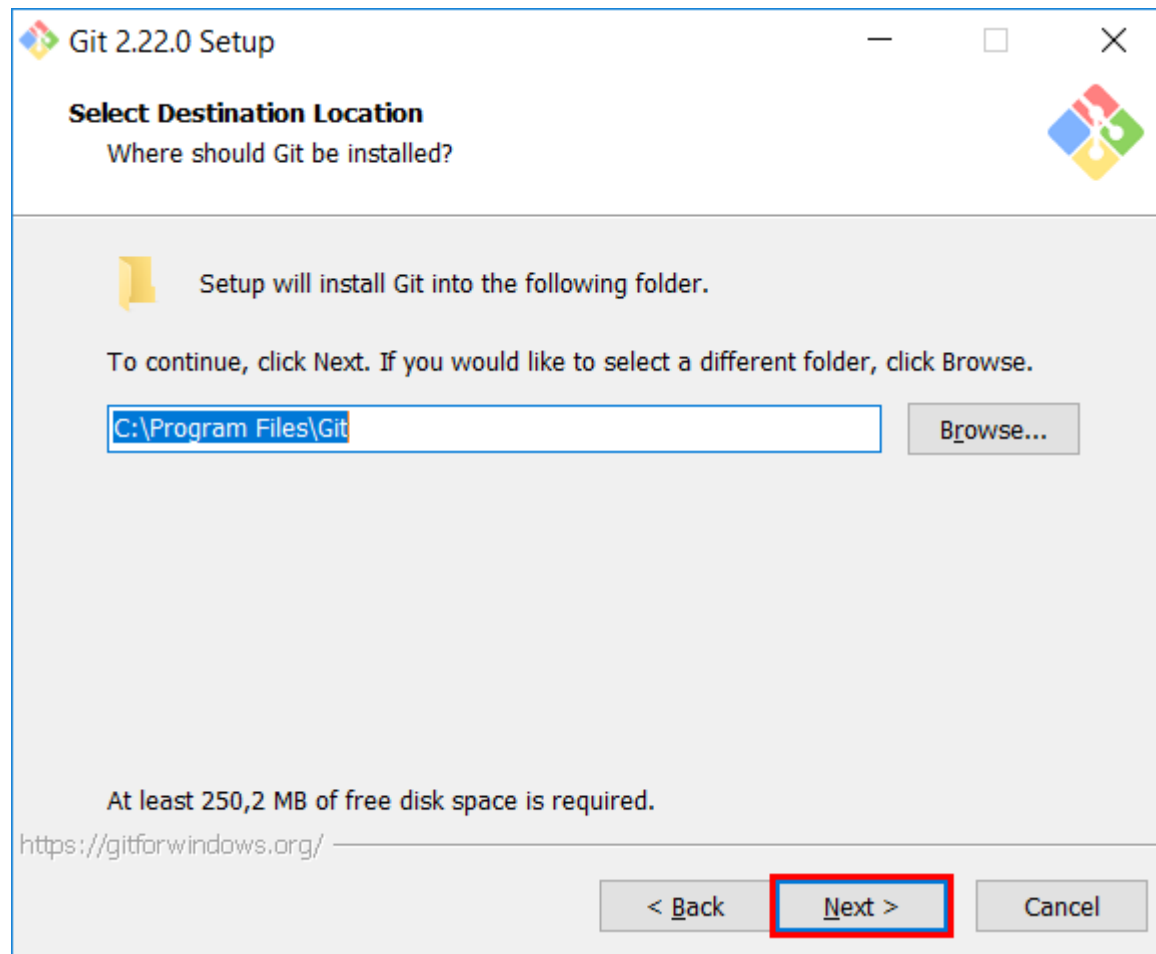 Git 2.22.0 Setup
Select Destination Location
Where should Git be installed?
Setup will install Git into the following folder.
To continue, click Next. If you would like to select a different folder, click Browse.
C:\Program Files\Git
Browse...
At least 250,2 MB of free disk space is required.
https://gitforwindows.org/
< Back
Next >
Cancel